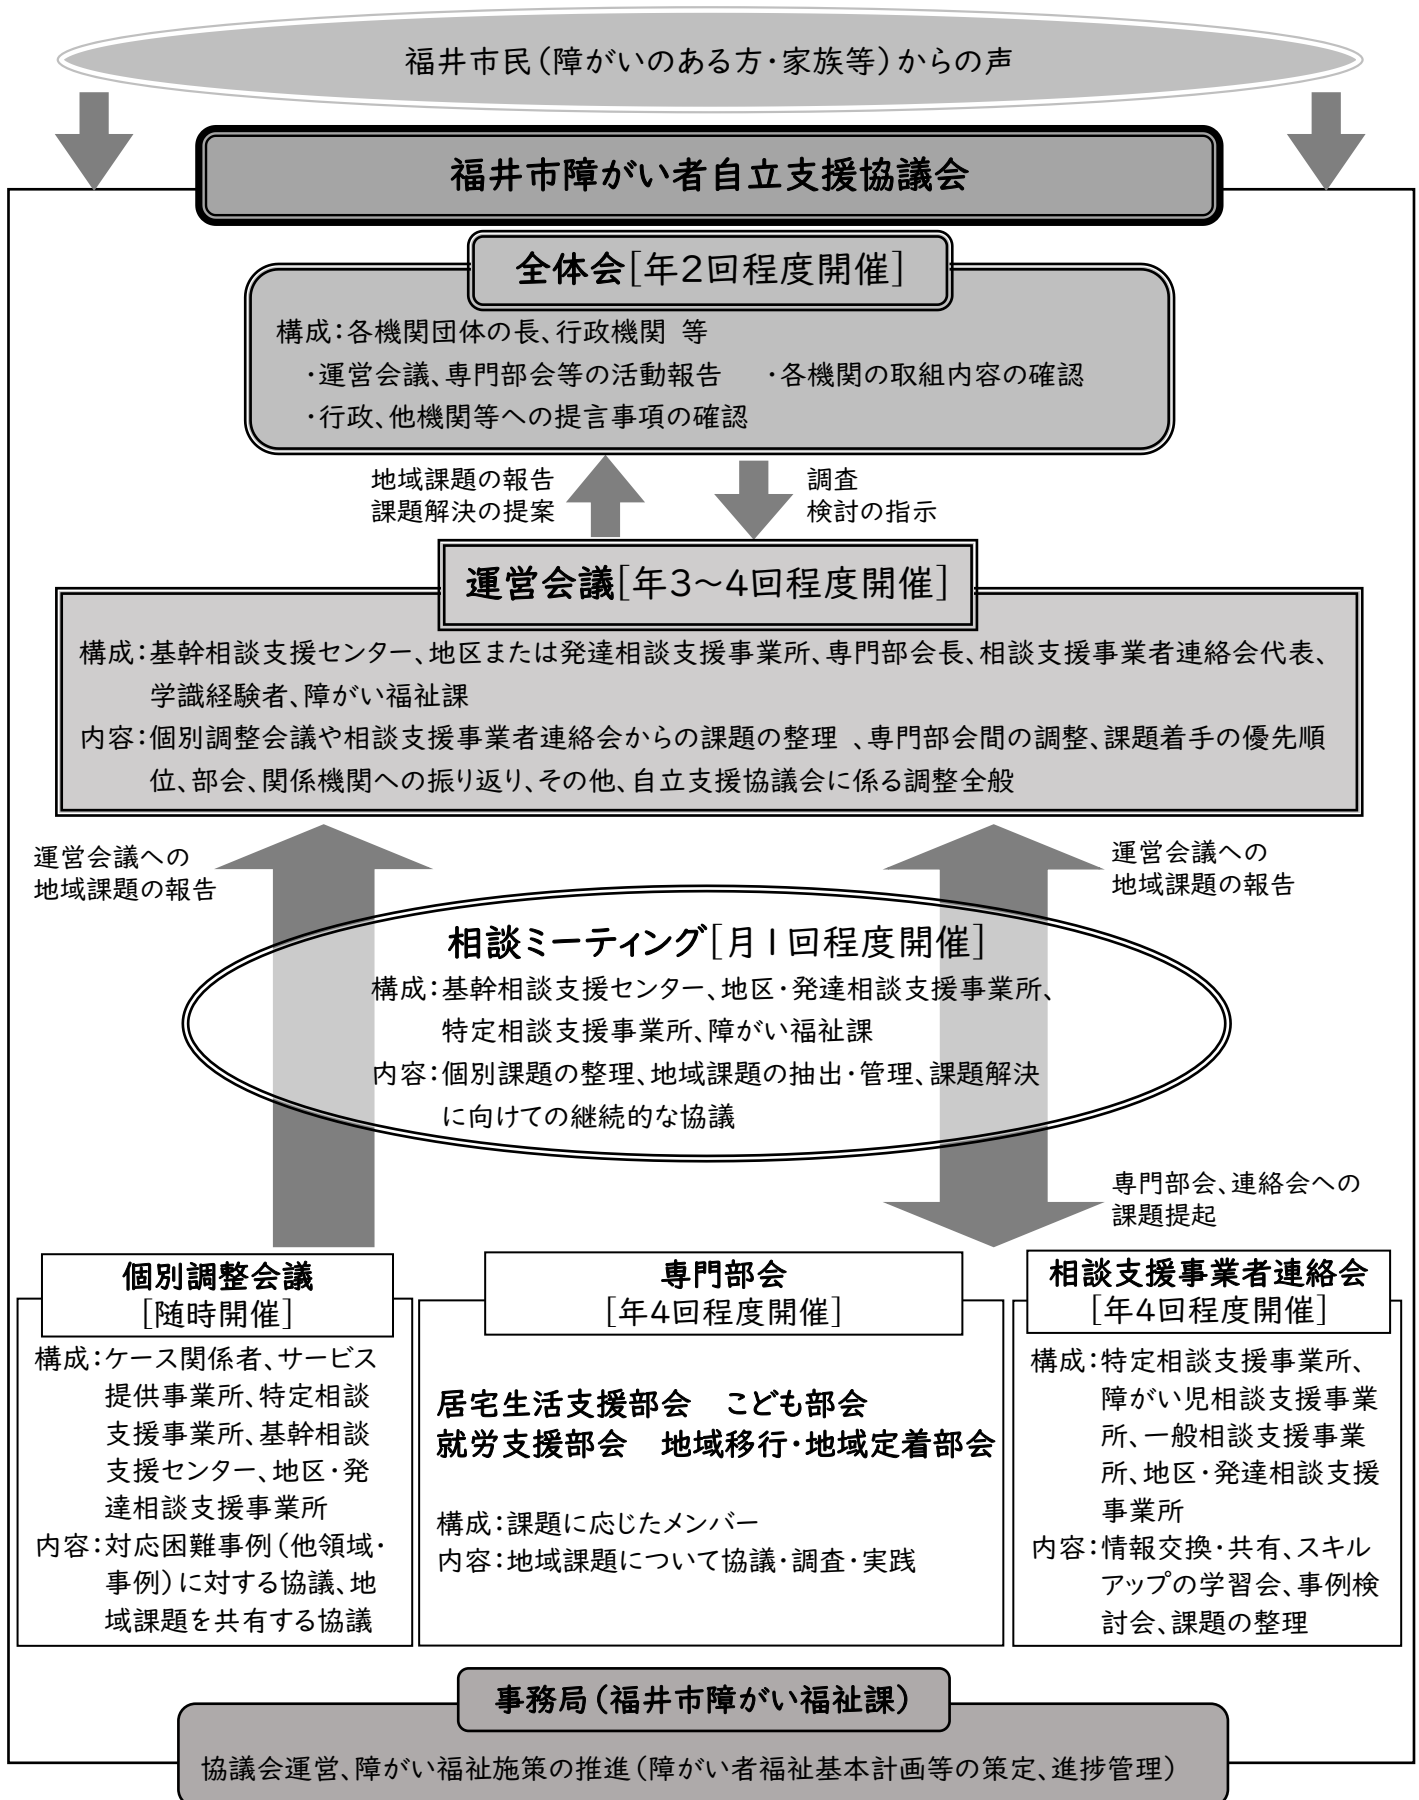 福井市民（障がいのある方・家族等）からの声
福井市障がい者自立支援協議会
全体会[年2回程度開催]
構成：各機関団体の長、行政機関 等
・運営会議、専門部会等の活動報告　・各機関の取組内容の確認
・行政、他機関等への提言事項の確認
地域課題の報告
課題解決の提案
調査
検討の指示
運営会議[年3～4回程度開催]
構成：基幹相談支援センター、地区または発達相談支援事業所、専門部会長、相談支援事業者連絡会代表、
学識経験者、障がい福祉課
内容：個別調整会議や相談支援事業者連絡会からの課題の整理 、専門部会間の調整、課題着手の優先順
位、部会、関係機関への振り返り、その他、自立支援協議会に係る調整全般
運営会議への
地域課題の報告
運営会議への
地域課題の報告
相談ミーティング[月1回程度開催]
構成：基幹相談支援センター、地区・発達相談支援事業所、
特定相談支援事業所、障がい福祉課
内容：個別課題の整理、地域課題の抽出・管理、課題解決
に向けての継続的な協議
専門部会、連絡会への
課題提起
個別調整会議
[随時開催]
構成：ケース関係者、サービス
提供事業所、特定相談
支援事業所、基幹相談
支援センター、地区・発
達相談支援事業所
内容：対応困難事例（他領域・
事例）に対する協議、地
域課題を共有する協議
専門部会
[年4回程度開催]
居宅生活支援部会　こども部会
就労支援部会　地域移行・地域定着部会
構成：課題に応じたメンバー
内容：地域課題について協議・調査・実践
相談支援事業者連絡会
[年4回程度開催]
構成：特定相談支援事業所、
障がい児相談支援事業
所、一般相談支援事業
所、地区・発達相談支援
事業所
内容：情報交換・共有、スキル
アップの学習会、事例検
討会、課題の整理
事務局（福井市障がい福祉課）
協議会運営、障がい福祉施策の推進（障がい者福祉基本計画等の策定、進捗管理）